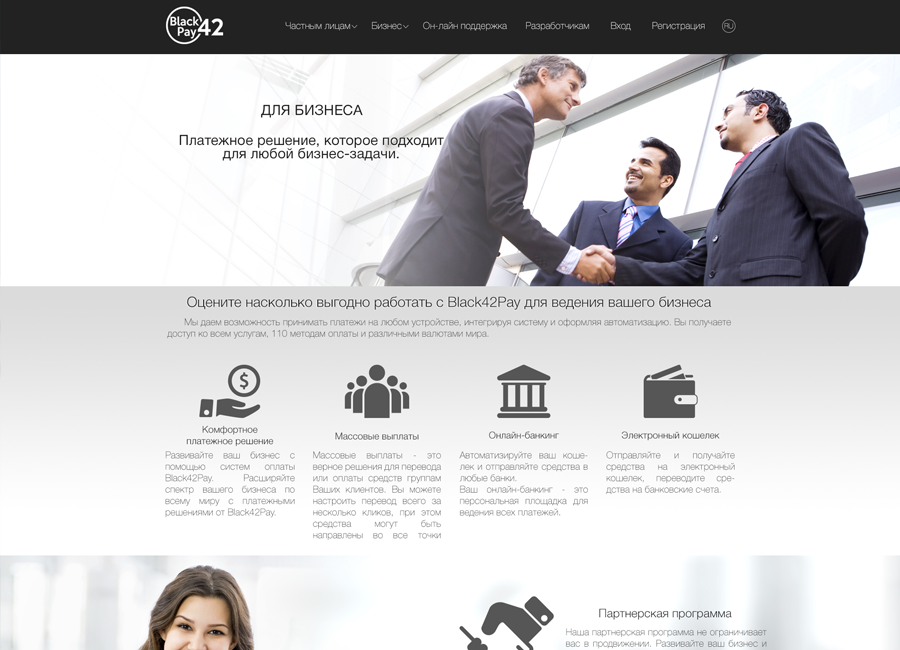 Black
Pay42
Частным лицам
Бизнес
Он-лайн поддержка
Разработчикам
Вход
Регистрация
RU
ДЛЯ БИЗНЕСА
Платежное решение, которое подходит
для любой бизнес-задачи.
Оцените насколько выгодно работать с Black42Pay для ведения вашего бизнеса
Мы даем возможность принимать платежи на любом устройстве, интегрируя систему и оформляя автоматизацию. Вы получаете
доступ ко всем услугам, 110 методам оплаты и различными валютами мира.
$
Комфортное
платежное решение
Развивайте ваш бизнес с
помощью систем оплаты
Black42Pay. Расширяйте
спектр вашего бизнеса по
всему миру с платежными
решениями от Black42Pay.
Массовые выплаты
Массовые выплаты - это
верное решения для перевода
или оплаты средств группам
Ваших клиентов. Вы можете
настроить перевод всего за
несколько кликов, при этом
средства могут быть
направлены во все точки
Онлайн-банкинг
Автоматизируйте ваш коше-
лек и отправляйте средства в
любые банки.
Ваш онлайн-банкинг - это
персональная площадка для
ведения всех платежей.
Электронный кошелек
Отправляйте и получайте
средства на электронный
кошелек, переводите сре-
дства на банковские счета.
Партнерская программа
Наша партнерская программа не ограничивает
вас в продвижении. Развивайте ваш бизнес и